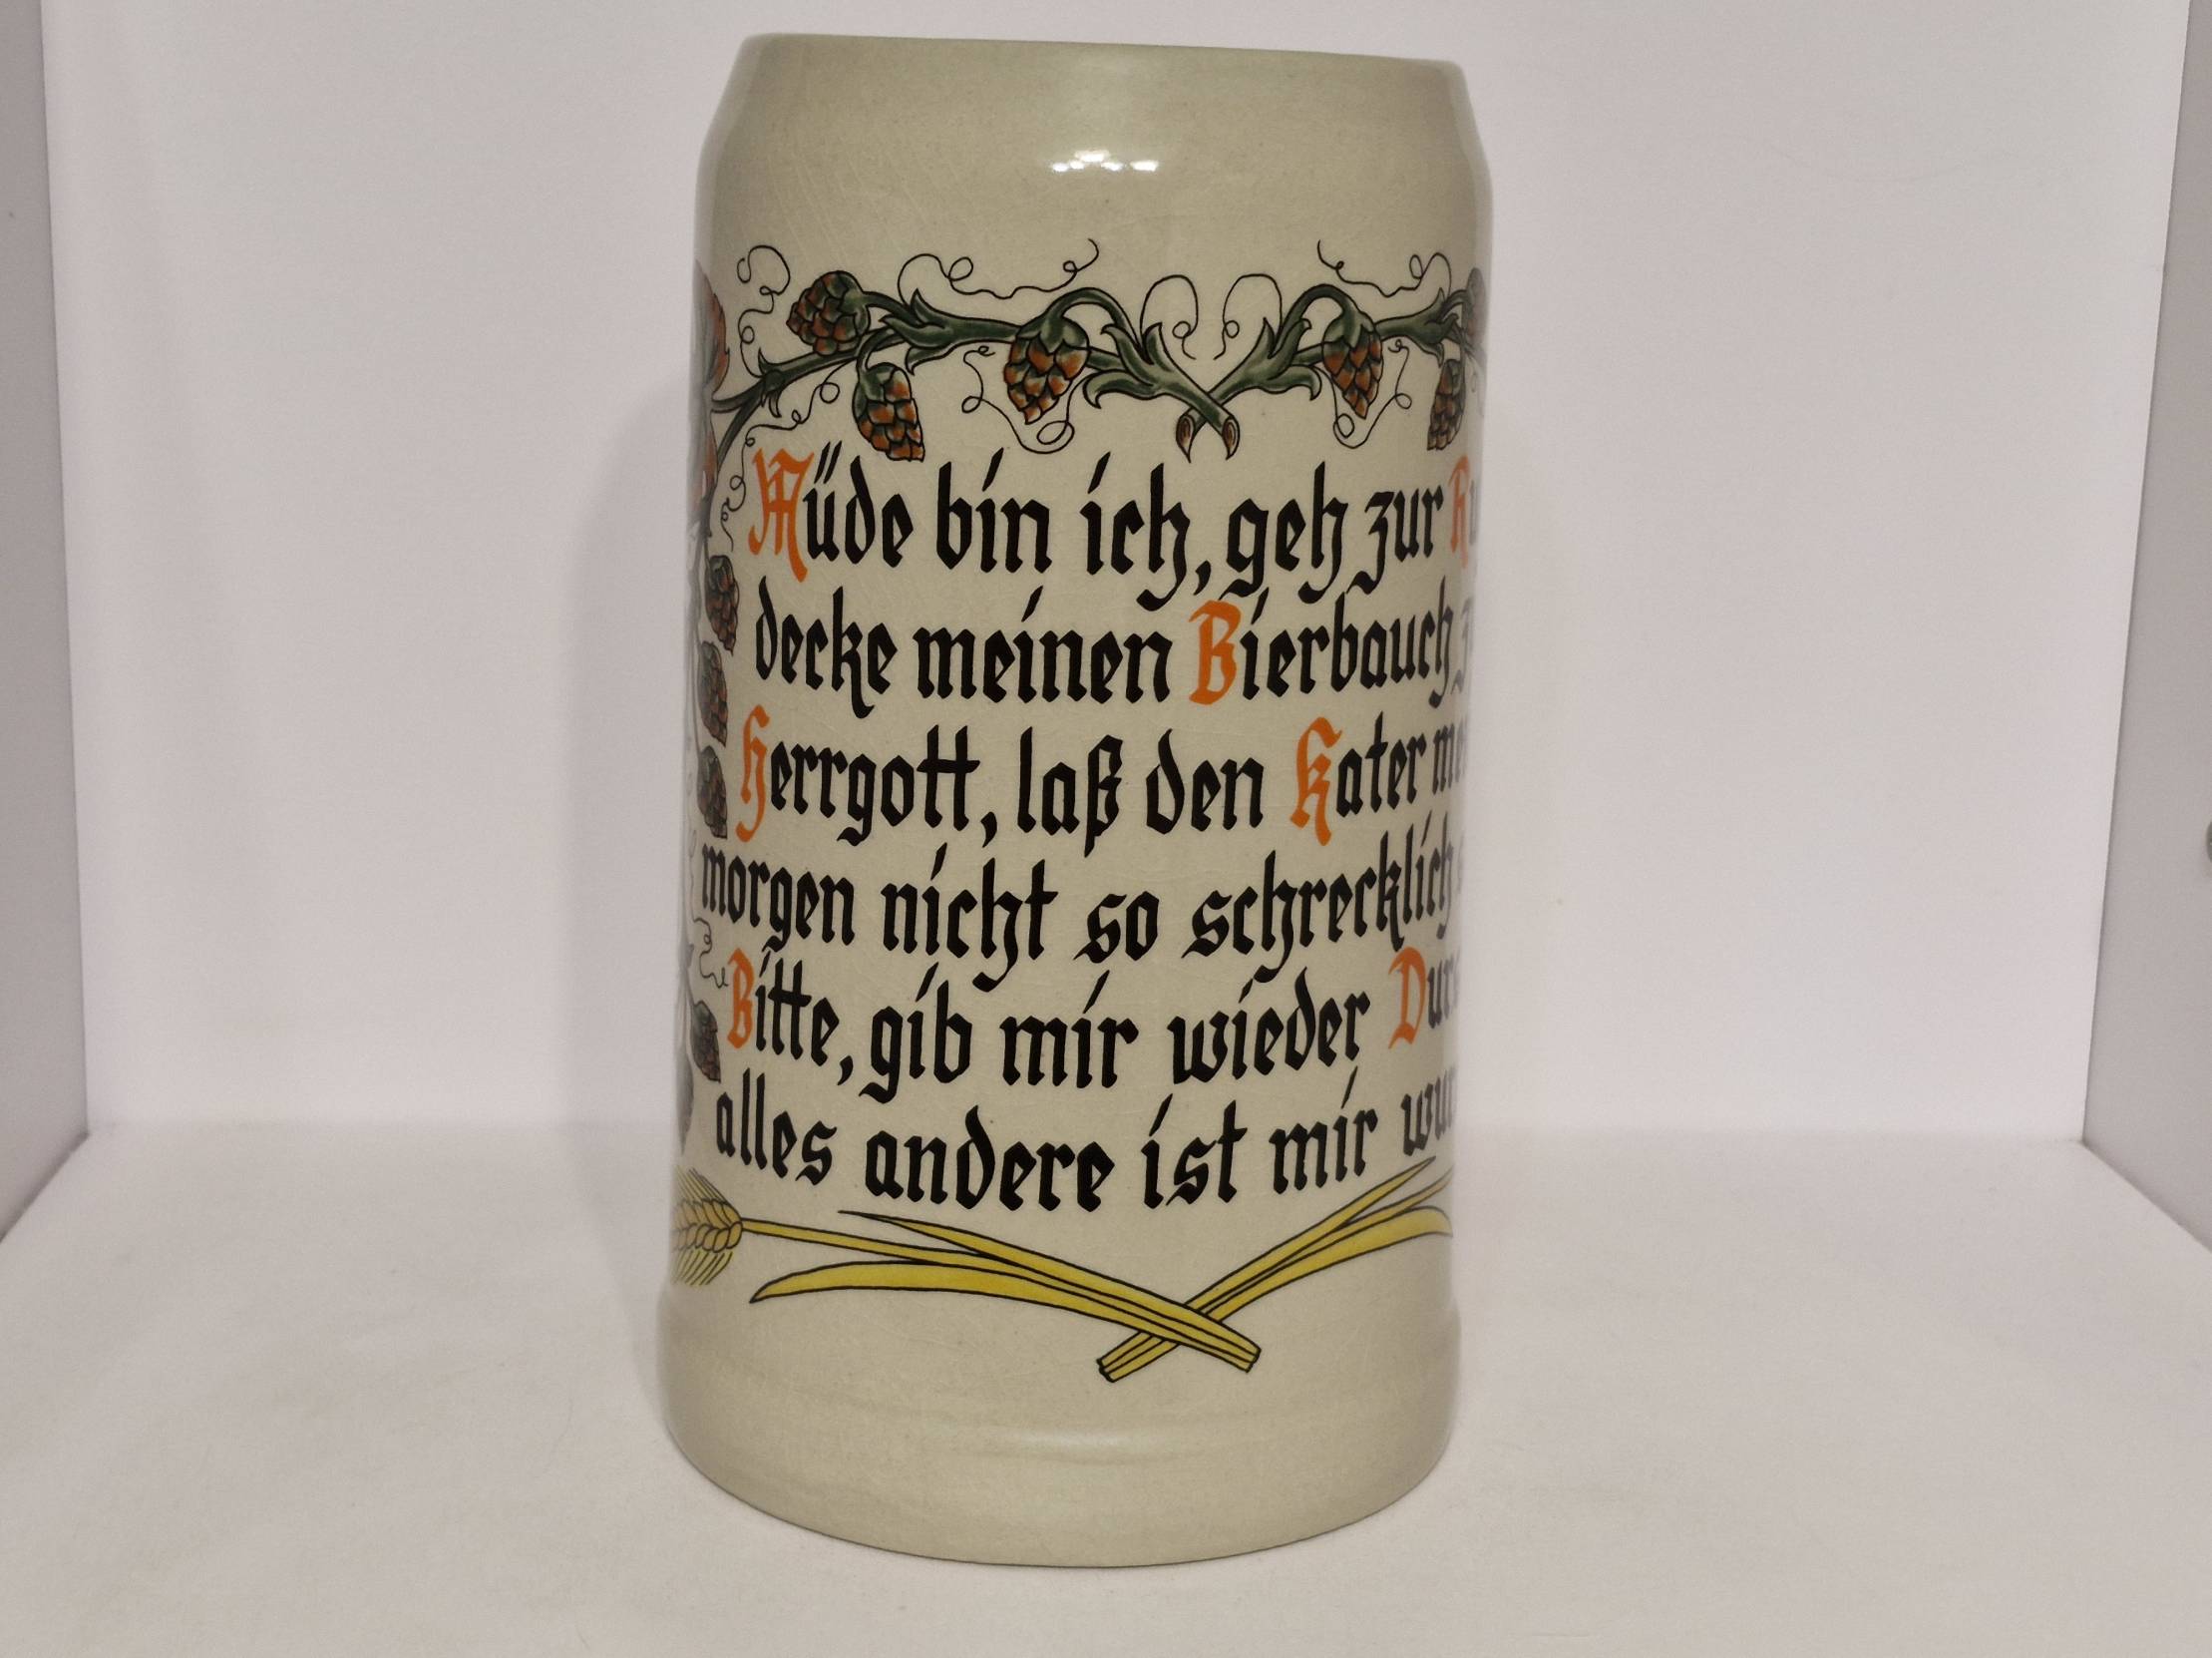 Müde bin ich, geh zur
decke meinen Bierbauch
Herrgott, laß den Kater
morgen nicht so schrecklich
Bitte, gib mir wieder
alles andere ist mir